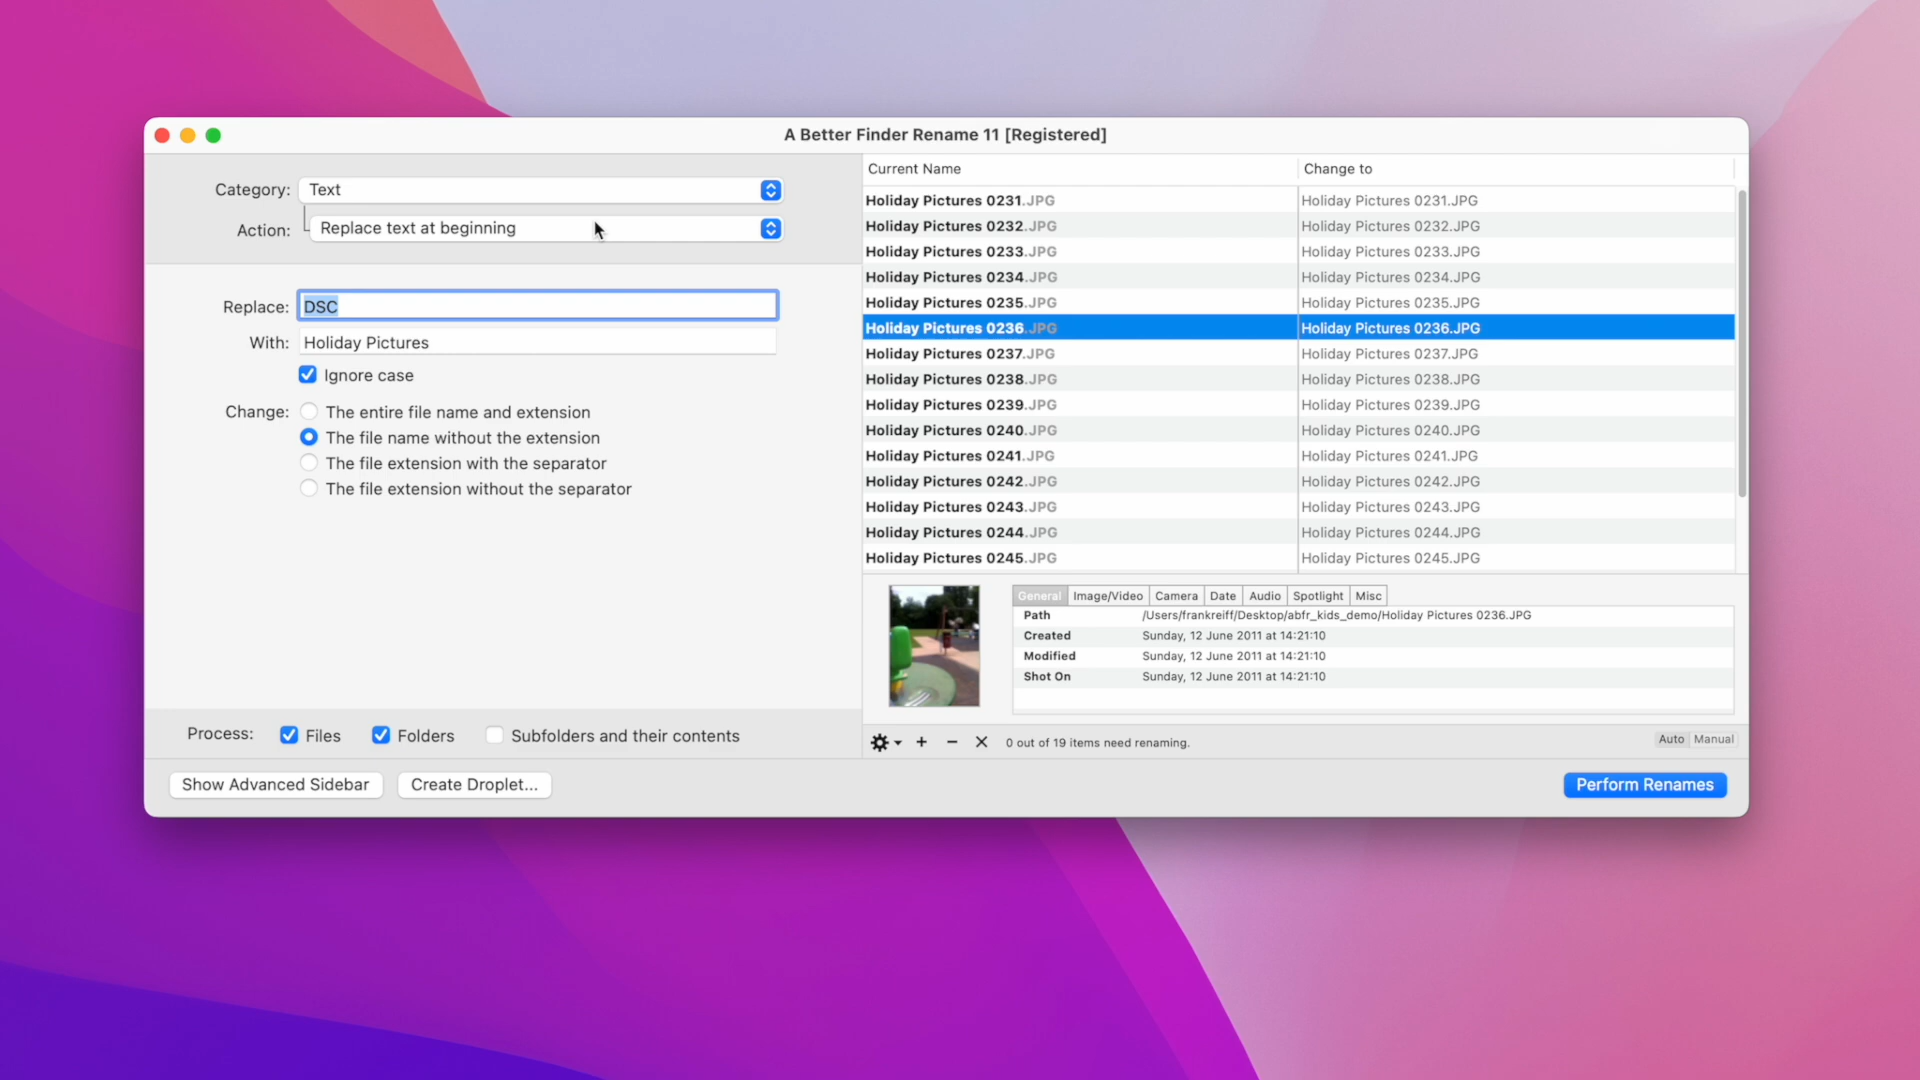 A Better Finder Rename 11 [Registered]
Category: Text
Action: Replace text at beginning
Replace: DSC
With: Holiday Pictures
Ignore case
Change: The entire file name and extension
The file name without the extension
The file extension with the separator
The file extension without the separator
Process: Files Folders Subfolders and their contents
Show Advanced Sidebar Create Droplet...
Current Name Change to
Holiday Pictures 0231.JPG Holiday Pictures 0231.JPG
Holiday Pictures 0232.JPG Holiday Pictures 0232.JPG
Holiday Pictures 0233.JPG Holiday Pictures 0233.JPG
Holiday Pictures 0234.JPG Holiday Pictures 0234.JPG
Holiday Pictures 0235.JPG Holiday Pictures 0235.JPG
Holiday Pictures 0236.JPG Holiday Pictures 0236.JPG
Holiday Pictures 0237.JPG Holiday Pictures 0237.JPG
Holiday Pictures 0238.JPG Holiday Pictures 0238.JPG
Holiday Pictures 0239.JPG Holiday Pictures 0239.JPG
Holiday Pictures 0240.JPG Holiday Pictures 0240.JPG
Holiday Pictures 0241.JPG Holiday Pictures 0241.JPG
Holiday Pictures 0242.JPG Holiday Pictures 0242.JPG
Holiday Pictures 0243.JPG Holiday Pictures 0243.JPG
Holiday Pictures 0244.JPG Holiday Pictures 0244.JPG
Holiday Pictures 0245.JPG Holiday Pictures 0245.JPG
General Image/Video Camera Date Audio Spotlight Misc
Path /Users/frankreiff/Desktop/abfr_kids_demo/Holiday Pictures 0236.JPG
Created Sunday, 12 June 2011 at 14:21:10
Modified Sunday, 12 June 2011 at 14:21:10
Shot On Sunday, 12 June 2011 at 14:21:10
0 out of 19 items need renaming. Auto Manual
Perform Renames